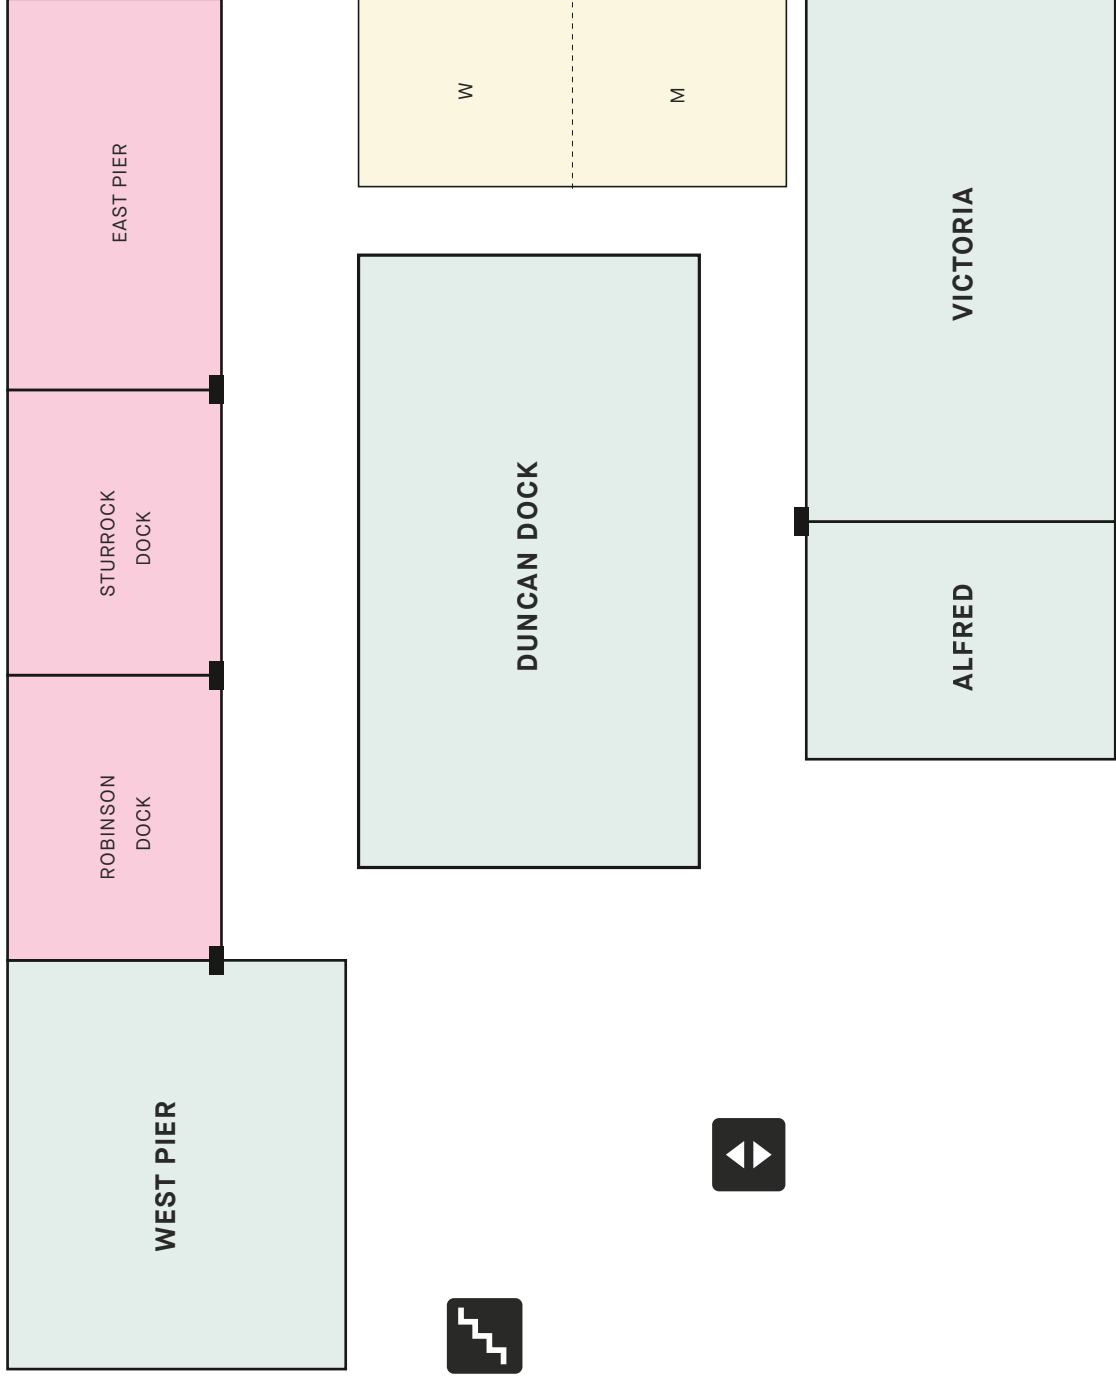 WEST PIER
ROBINSON
DOCK
STURROCK
DOCK
EAST PIER
DUNCAN DOCK
W
M
ALFRED
VICTORIA